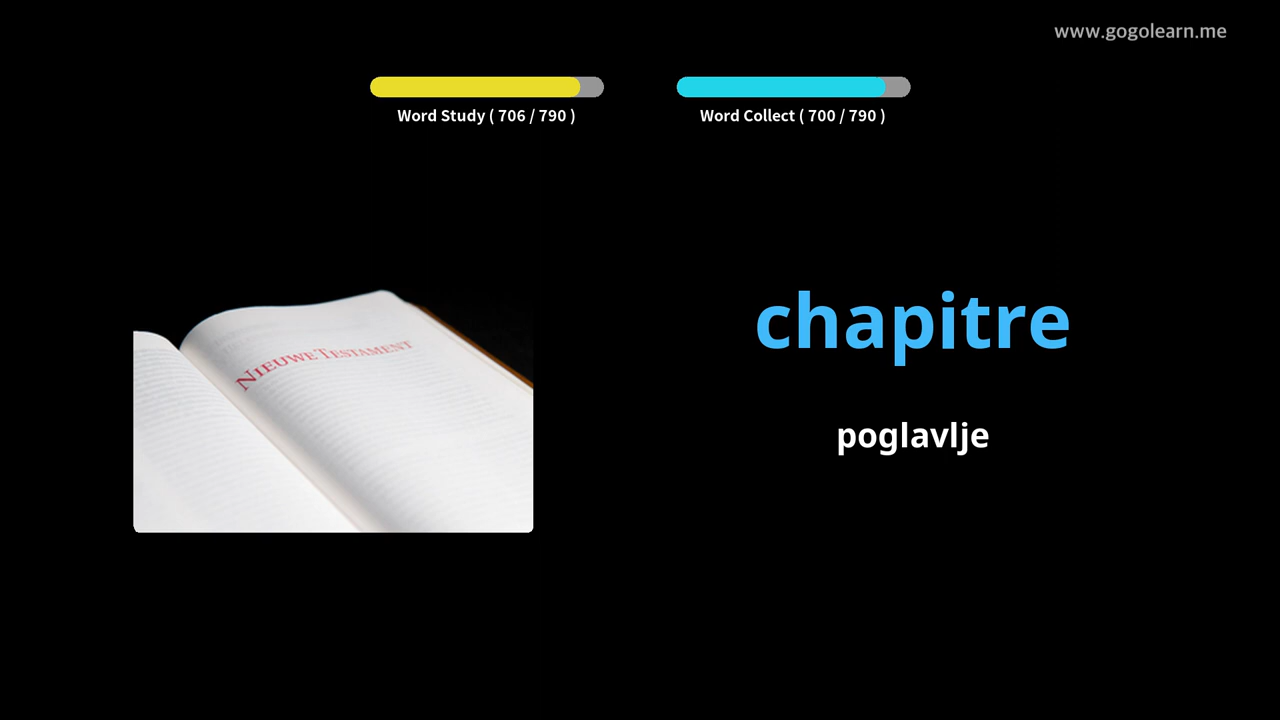 www.gogolearn.me
Word Study ( 706 / 790 )
Word Collect ( 700 / 790 )
NIEUWE TESTAMENT
chapitre
poglavlje